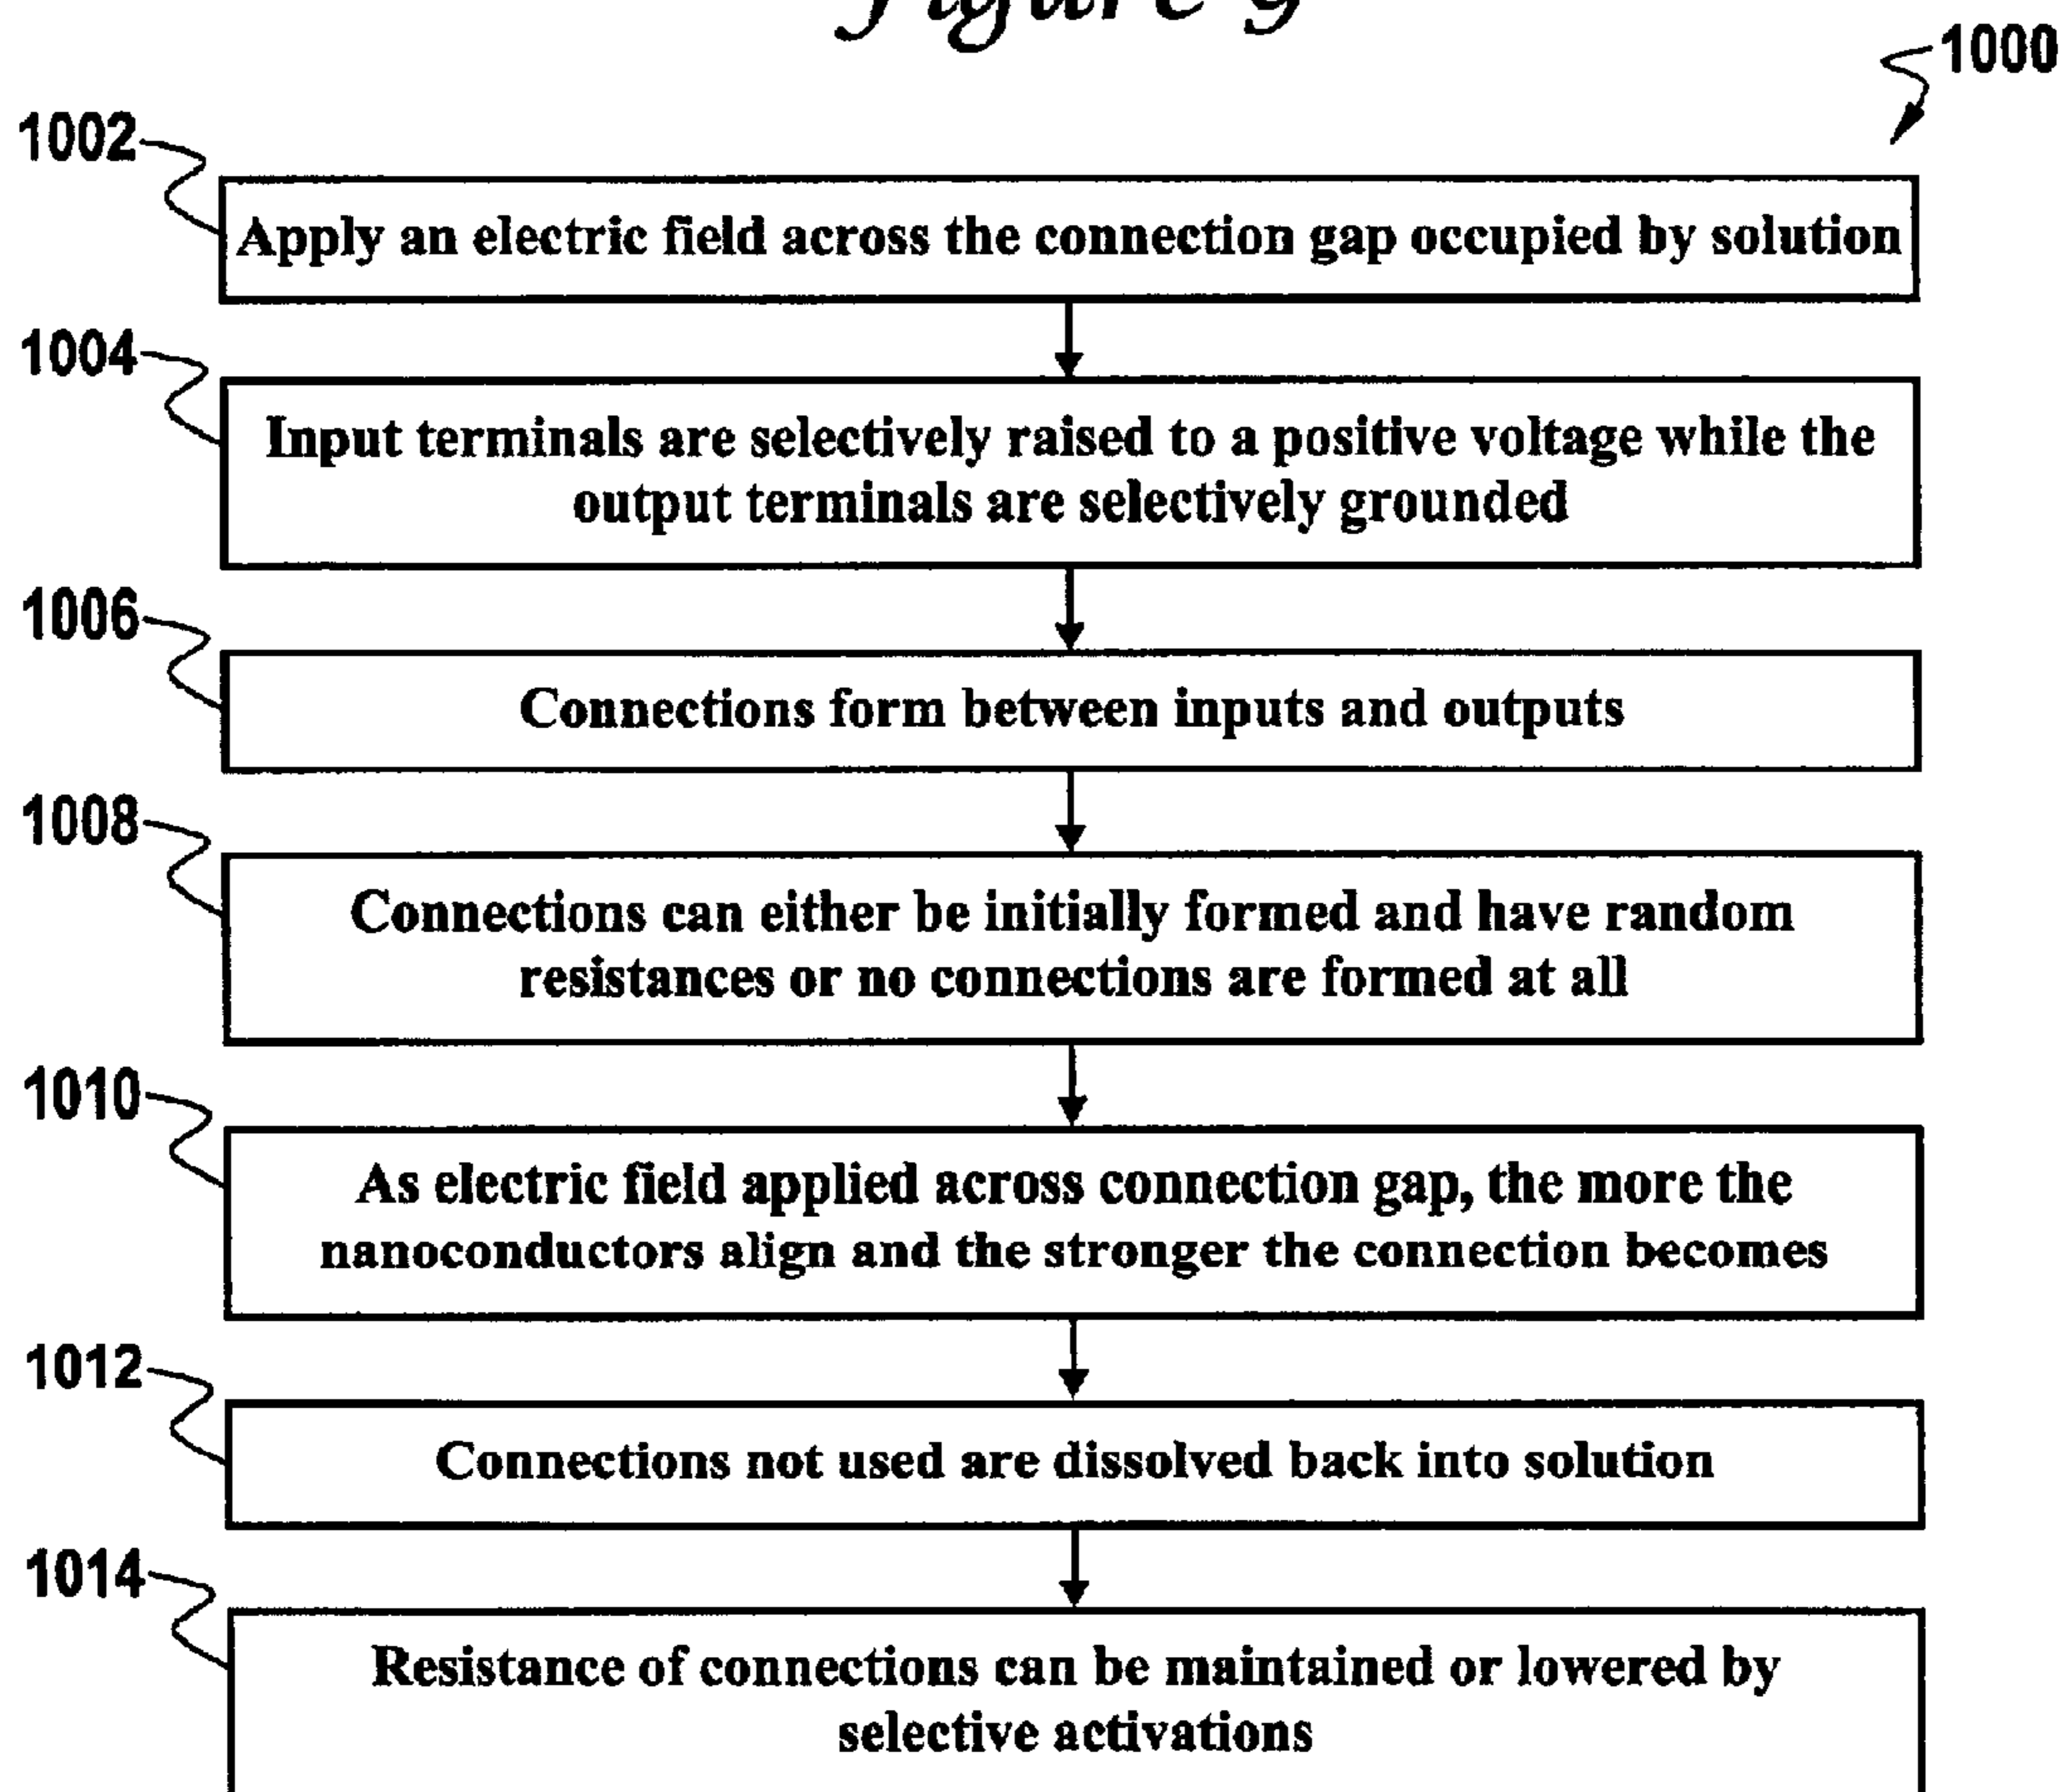 Figure 9
1000
1002
Apply an electric field across the connection gap occupied by solution
1004
Input terminals are selectively raised to a positive voltage while the
output terminals are selectively grounded
1006
Connections form between inputs and outputs
1008
Connections can either be initially formed and have random
resistances or no connections are formed at all
1010
As electric field applied across connection gap, the more the
nanoconductors align and the stronger the connection becomes
1012
Connections not used are dissolved back into solution
1014
Resistance of connections can be maintained or lowered by
selective activations